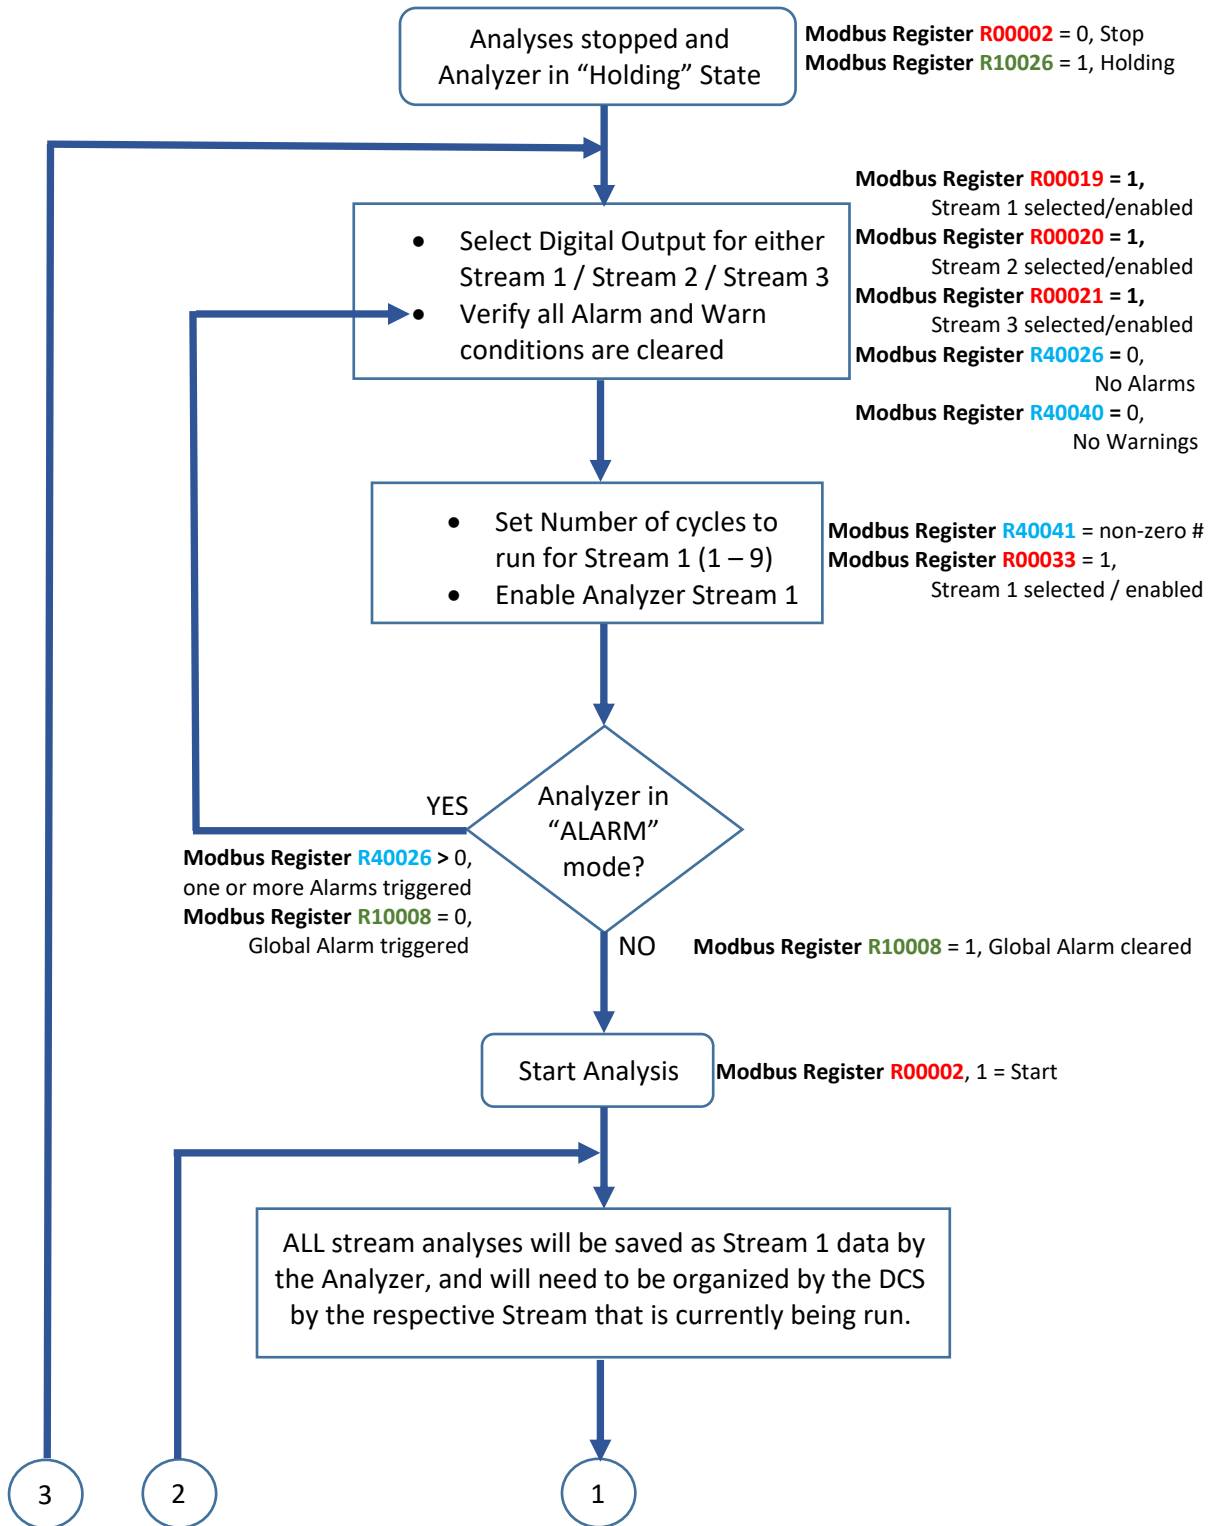 Analyses stopped and
Analyzer in “Holding” State
Modbus Register R00002 = 0, Stop
Modbus Register R10026 = 1, Holding
• Select Digital Output for either
Stream 1 / Stream 2 / Stream 3
• Verify all Alarm and Warn
conditions are cleared
Modbus Register R00019 = 1,
Stream 1 selected/enabled
Modbus Register R00020 = 1,
Stream 2 selected/enabled
Modbus Register R00021 = 1,
Stream 3 selected/enabled
Modbus Register R40026 = 0,
No Alarms
Modbus Register R40040 = 0,
No Warnings
• Set Number of cycles to
run for Stream 1 (1 – 9)
• Enable Analyzer Stream 1
Modbus Register R40041 = non-zero #
Modbus Register R00033 = 1,
Stream 1 selected / enabled
Analyzer in
“ALARM”
mode?
YES
Modbus Register R40026 > 0,
one or more Alarms triggered
Modbus Register R10008 = 0,
Global Alarm triggered
NO
Modbus Register R10008 = 1, Global Alarm cleared
Start Analysis
Modbus Register R00002, 1 = Start
ALL stream analyses will be saved as Stream 1 data by
the Analyzer, and will need to be organized by the DCS
by the respective Stream that is currently being run.
3
2
1